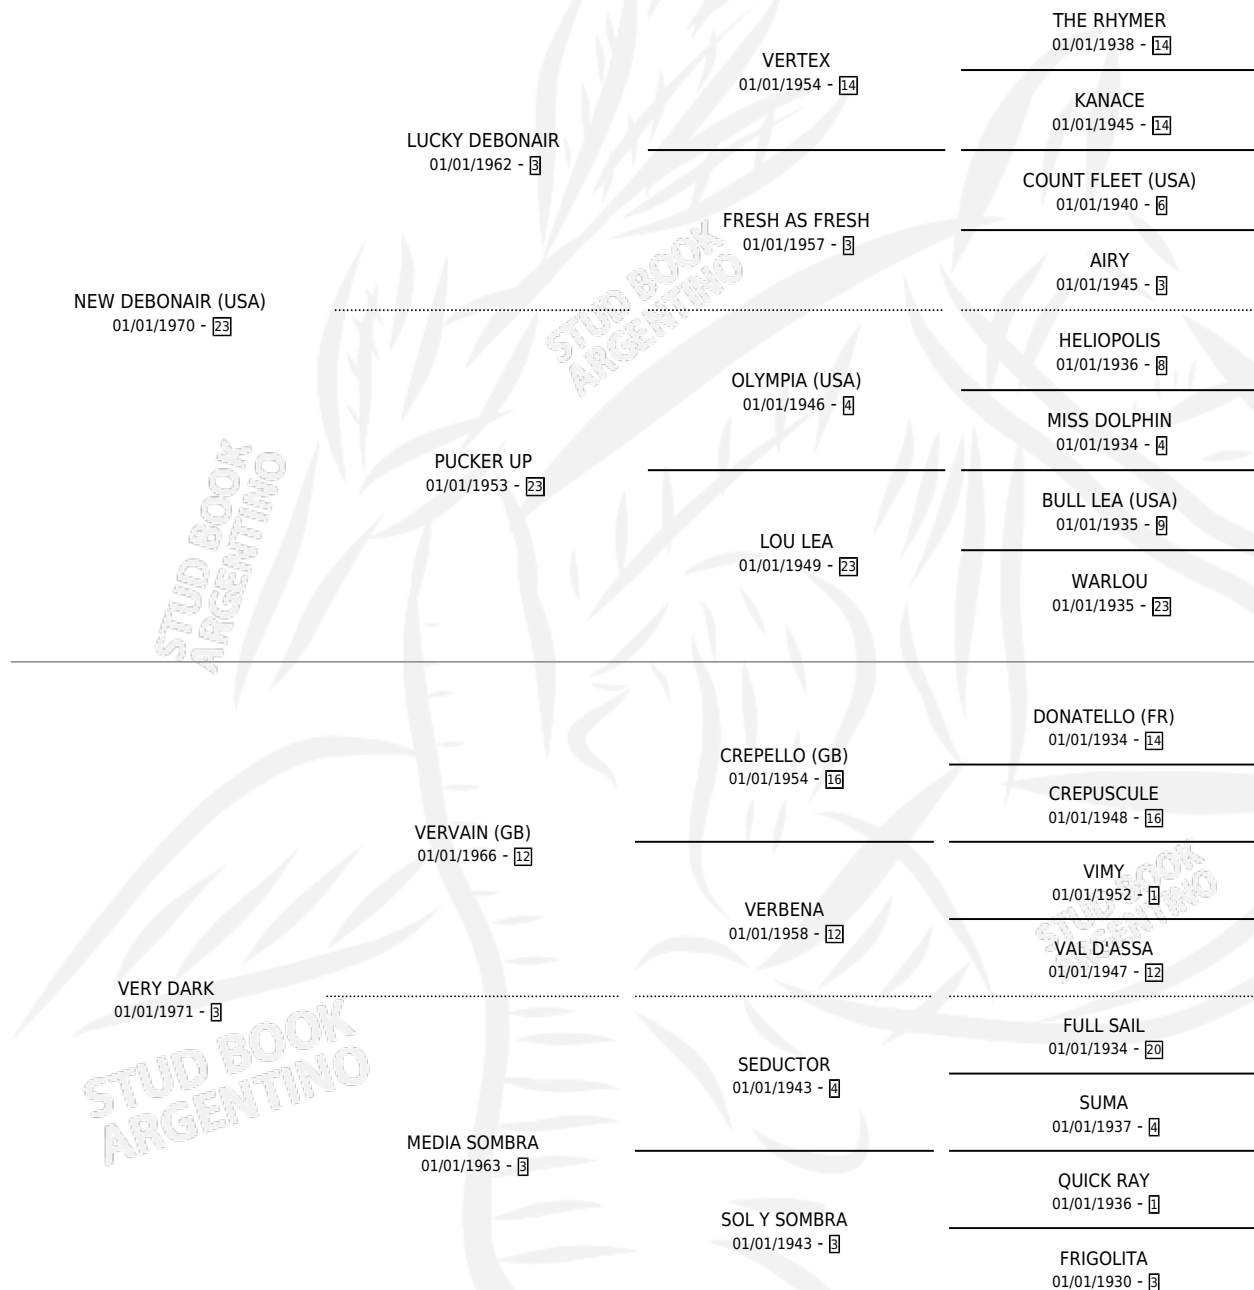 THE RHYMER
01/01/1938 - 14
VERTEX
01/01/1954 - 14
KANACE
01/01/1945 - 14
LUCKY DEBONAIR
01/01/1962 - 3
COUNT FLEET (USA)
01/01/1940 - 6
FRESH AS FRESH
01/01/1957 - 3
AIRY
01/01/1945 - 3
NEW DEBONAIR (USA)
01/01/1970 - 23
HELIOPOLIS
01/01/1936 - 8
OLYMPIA (USA)
01/01/1946 - 4
MISS DOLPHIN
01/01/1934 - 4
PUCKER UP
01/01/1953 - 23
BULL LEA (USA)
01/01/1935 - 9
LOU LEA
01/01/1949 - 23
WARLOU
01/01/1935 - 23
DONATELLO (FR)
01/01/1934 - 14
CREPELLO (GB)
01/01/1954 - 16
CREPUSCULE
01/01/1948 - 16
VERVAIN (GB)
01/01/1966 - 12
VIMY
01/01/1952 - 1
VERBENA
01/01/1958 - 12
VAL D'ASSA
01/01/1947 - 12
VERY DARK
01/01/1971 - 3
FULL SAIL
01/01/1934 - 20
SEDUCTOR
01/01/1943 - 4
SUMA
01/01/1937 - 4
MEDIA SOMBRA
01/01/1963 - 3
QUICK RAY
01/01/1936 - 1
SOL Y SOMBRA
01/01/1943 - 3
FRIGOLITA
01/01/1930 - 3
STUD BOOK
ARGENTINO
STUD BOOK
ARGENTINO
STUD BOOK
ARGENTINO
STUD BOOK
ARGENTINO